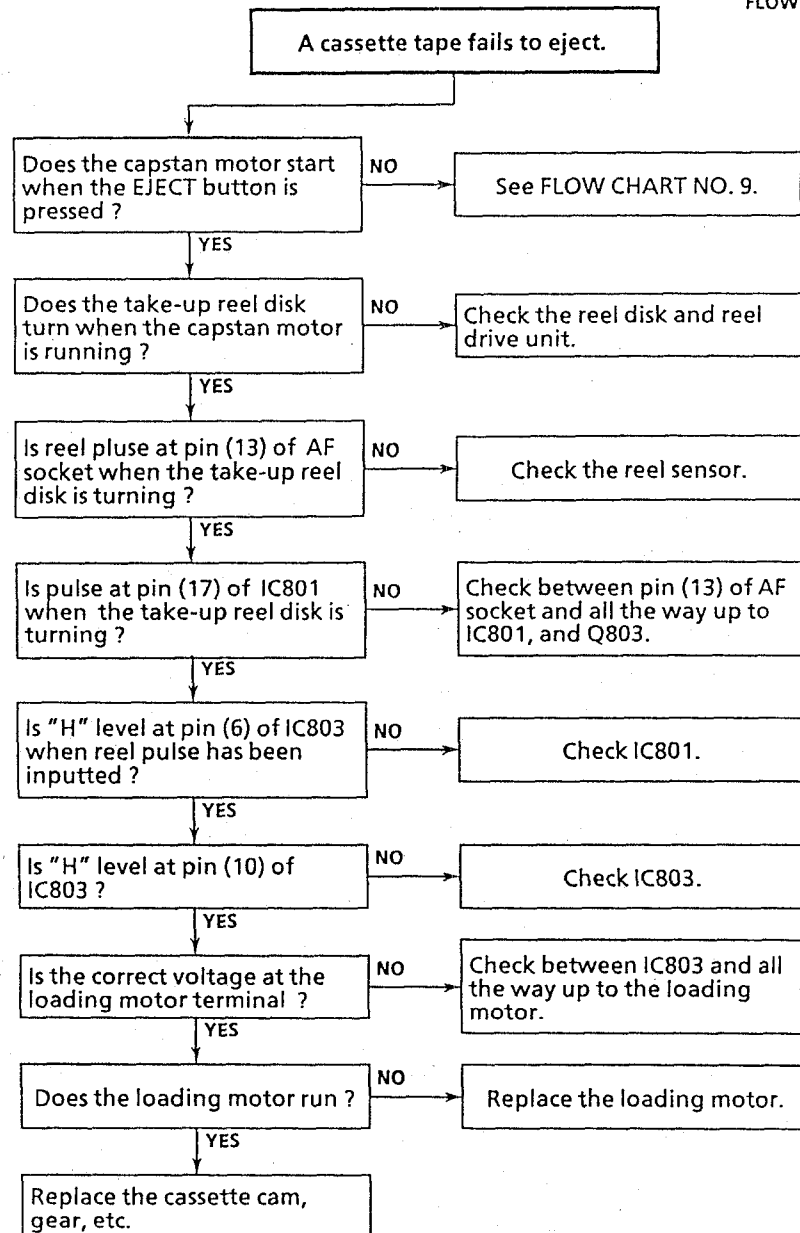 FLOW
A cassette tape fails to eject.
Does the capstan motor start
when the EJECT button is
pressed ?
NO
See FLOW CHART NO. 9.
YES
Does the take-up reel disk
turn when the capstan motor
is running ?
NO
Check the reel disk and reel
drive unit.
YES
Is reel pluse at pin (13) of AF
socket when the take-up reel
disk is turning ?
NO
Check the reel sensor.
YES
Is pulse at pin (17) of IC801
when the take-up reel disk is
turning ?
NO
Check between pin (13) of AF
socket and all the way up to
IC801, and Q803.
YES
Is "H" level at pin (6) of IC803
when reel pulse has been
inputted ?
NO
Check IC801.
YES
Is "H" level at pin (10) of
IC803 ?
NO
Check IC803.
YES
Is the correct voltage at the
loading motor terminal ?
NO
Check between IC803 and all
the way up to the loading
motor.
YES
Does the loading motor run ?
NO
Replace the loading motor.
YES
Replace the cassette cam,
gear, etc.